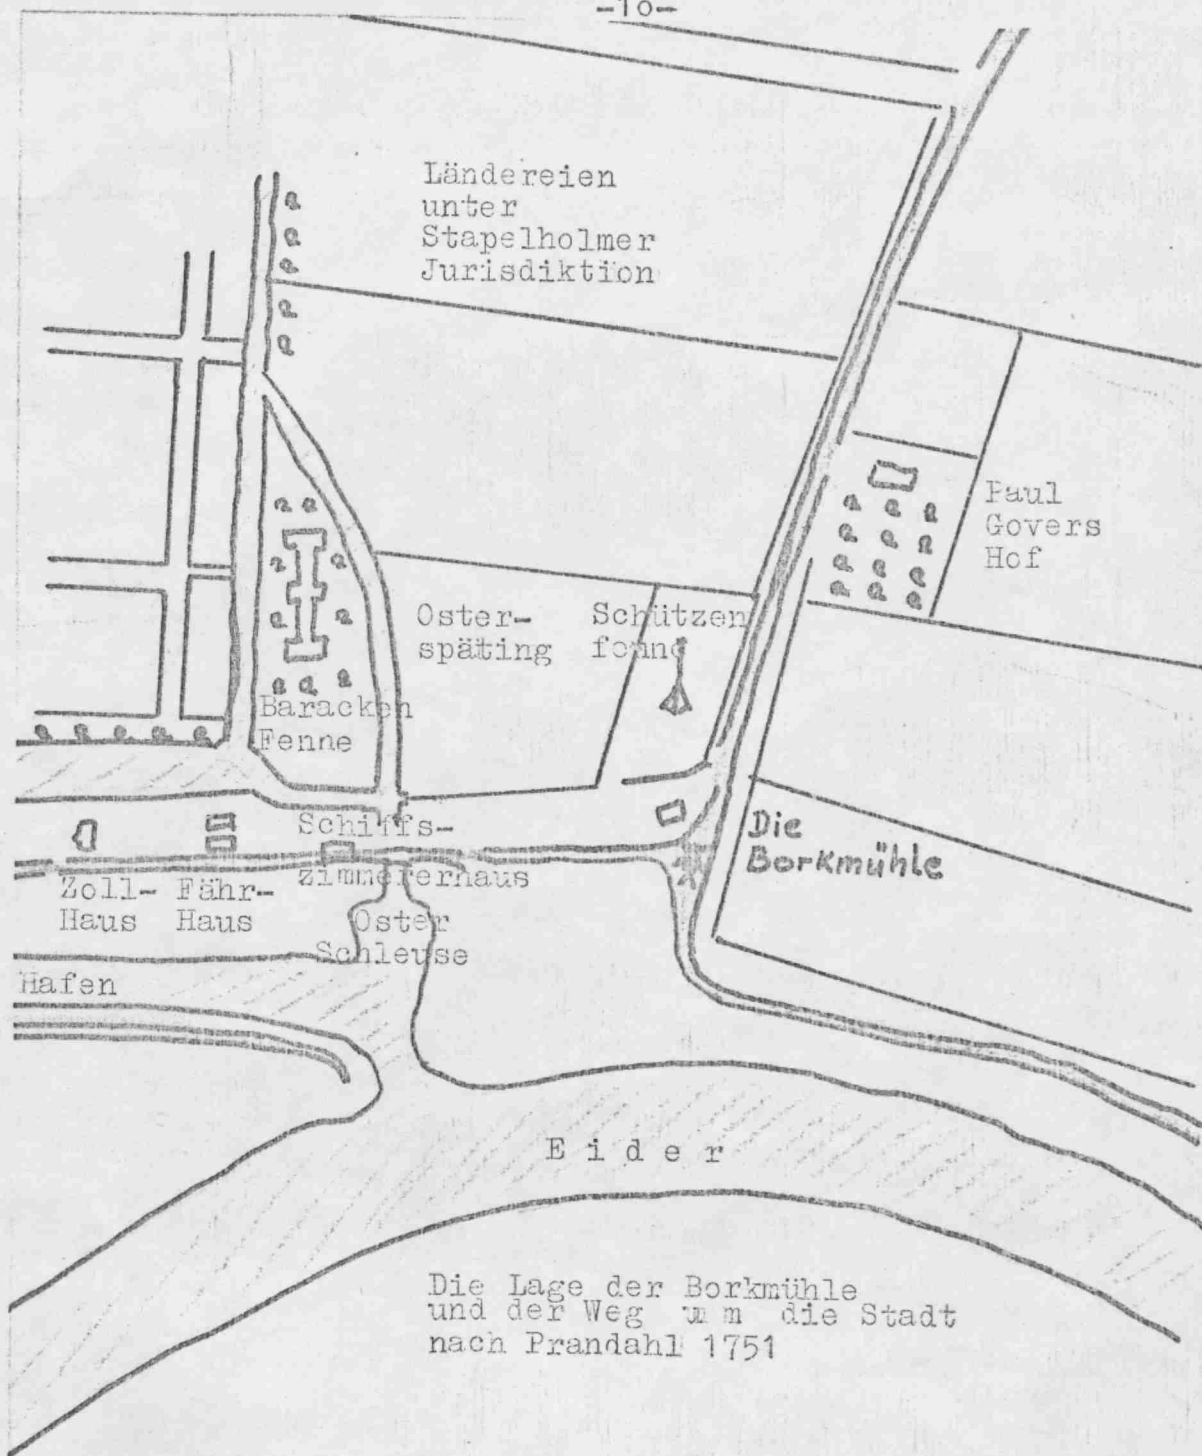 -10-
Ländereien
unter
Stapelholmer
Jurisdiktion
Paul
Govers
Hof
Oster-
späting
Schützen
fenne
Baracken
Fenne
Schiffs-
zimmererhaus
Die
Borkmühle
Zoll-
Haus
Fähr-
Haus
Oster
Schleuse
Hafen
E i d e r
Die Lage der Borkmühle
und der Weg um die Stadt
nach Prandahl 1751